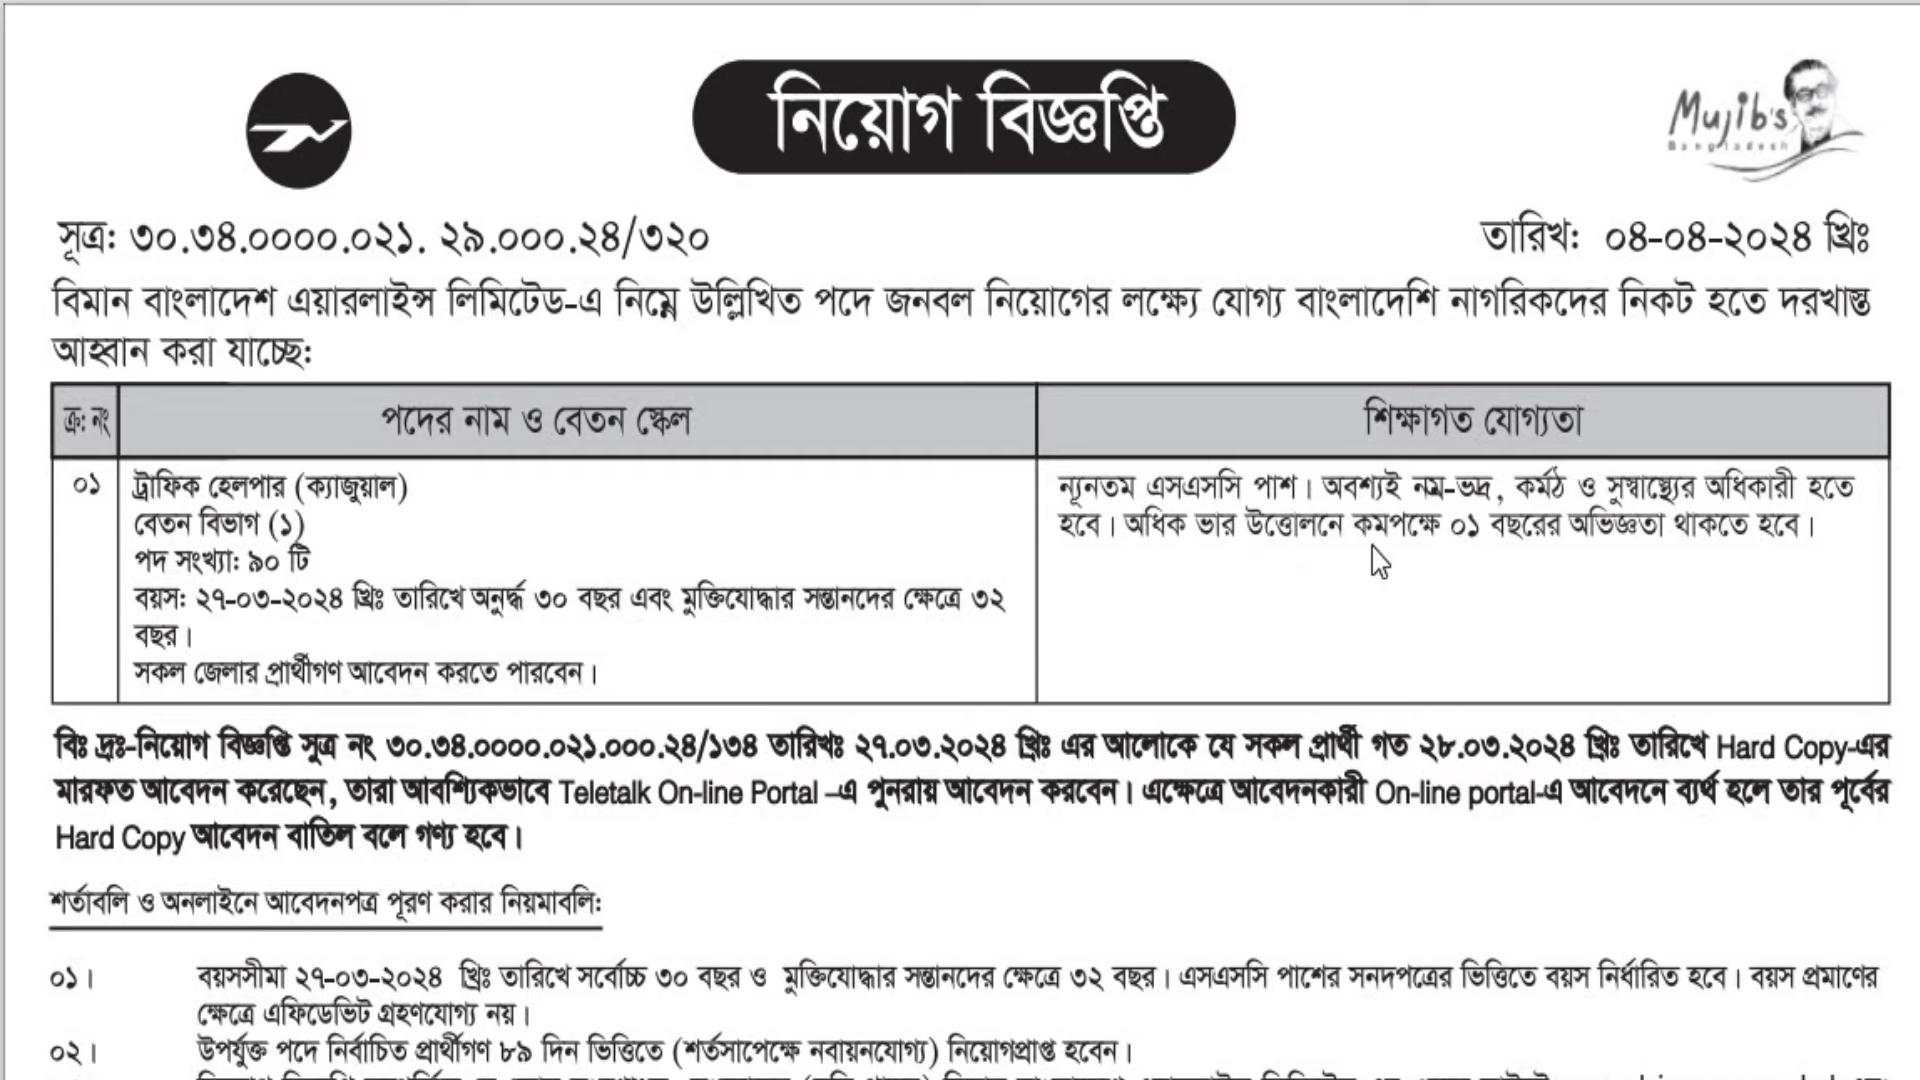 নিয়োগ বিজ্ঞপ্তি
Mujib's
Bangladesh
সূত্র: ৩০.৩৪.০০০০.০২১. ২৯.০০০.২৪/৩২০
তারিখ: ০৪-০৪-২০২৪ খ্রিঃ
বিমান বাংলাদেশ এয়ারলাইন্স লিমিটেড-এ নিম্নে উল্লিখিত পদে জনবল নিয়োগের লক্ষ্যে যোগ্য বাংলাদেশি নাগরিকদের নিকট হতে দরখাস্ত
আহ্বান করা যাচ্ছে:
ক্র: নং
পদের নাম ও বেতন স্কেল
শিক্ষাগত যোগ্যতা
০১
ট্রাফিক হেলপার (ক্যাজুয়াল)
বেতন বিভাগ (১)
পদ সংখ্যা: ৯০ টি
বয়স: ২৭-০৩-২০২৪ খ্রিঃ তারিখে অনুর্দ্ধ ৩০ বছর এবং মুক্তিযোদ্ধার সন্তানদের ক্ষেত্রে ৩২
বছর।
সকল জেলার প্রার্থীগণ আবেদন করতে পারবেন।
ন্যূনতম এসএসসি পাশ। অবশ্যই নম্র-ভদ্র, কর্মঠ ও সুস্বাস্থ্যের অধিকারী হতে
হবে। অধিক ভার উত্তোলনে কমপক্ষে ০১ বছরের অভিজ্ঞতা থাকতে হবে।
বিঃ দ্রঃ-নিয়োগ বিজ্ঞপ্তি সুত্র নং ৩০.৩৪.০০০০.০২১.০০০.২৪/১৩৪ তারিখঃ ২৭.০৩.২০২৪ খ্রিঃ এর আলোকে যে সকল প্রার্থী গত ২৮.০৩.২০২৪ খ্রিঃ তারিখে Hard Copy-এর
মারফত আবেদন করেছেন, তারা আবশ্যিকভাবে Teletalk On-line Portal –এ পুনরায় আবেদন করবেন। এক্ষেত্রে আবেদনকারী On-line portal-এ আবেদনে ব্যর্থ হলে তার পূর্বের
Hard Copy আবেদন বাতিল বলে গণ্য হবে।
শর্তাবলি ও অনলাইনে আবেদনপত্র পূরণ করার নিয়মাবলি:
০১। বয়সসীমা ২৭-০৩-২০২৪ খ্রিঃ তারিখে সর্বোচ্চ ৩০ বছর ও মুক্তিযোদ্ধার সন্তানদের ক্ষেত্রে ৩২ বছর। এসএসসি পাশের সনদপত্রের ভিত্তিতে বয়স নির্ধারিত হবে। বয়স প্রমাণের
ক্ষেত্রে এফিডেভিট গ্রহণযোগ্য নয়।
০২। উপর্যুক্ত পদে নির্বাচিত প্রার্থীগণ ৮৯ দিন ভিত্তিতে (শর্তসাপেক্ষে নবায়নযোগ্য) নিয়োগপ্রাপ্ত হবেন।